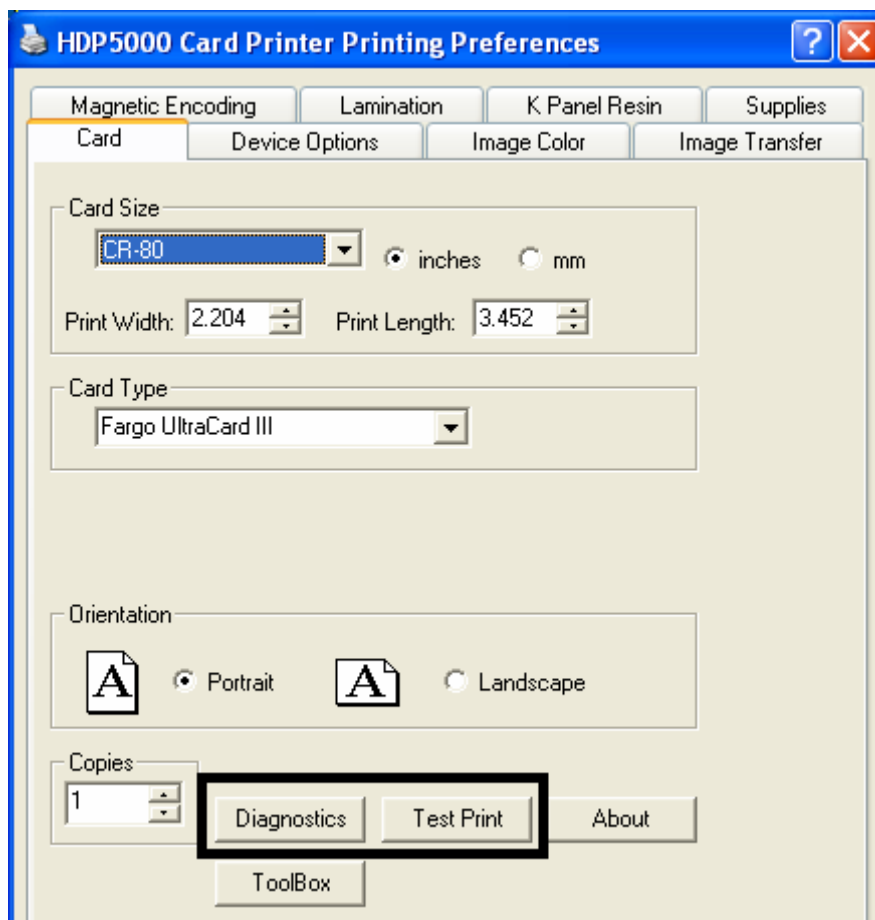 HDP5000 Card Printer Printing Preferences
Magnetic Encoding Lamination K Panel Resin Supplies
Card Device Options Image Color Image Transfer
Card Size
CR-80 inches mm
Print Width: 2.204 Print Length: 3.452
Card Type
Fargo UltraCard III
Orientation
A Portrait A Landscape
Copies
1 Diagnostics Test Print About
ToolBox